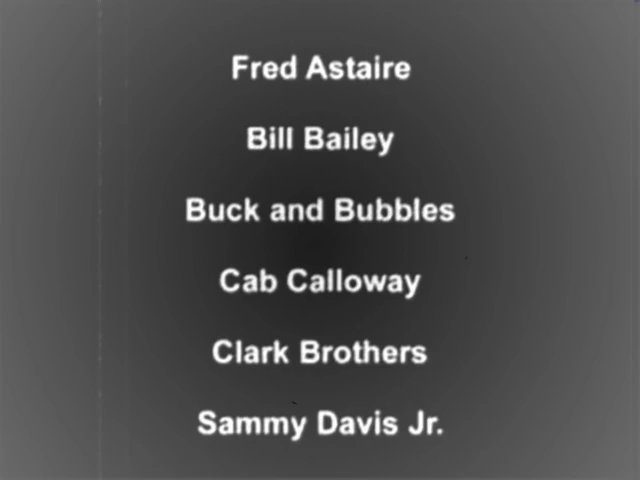 Fred Astaire
Bill Bailey
Buck and Bubbles
Cab Calloway
Clark Brothers
Sammy Davis Jr.